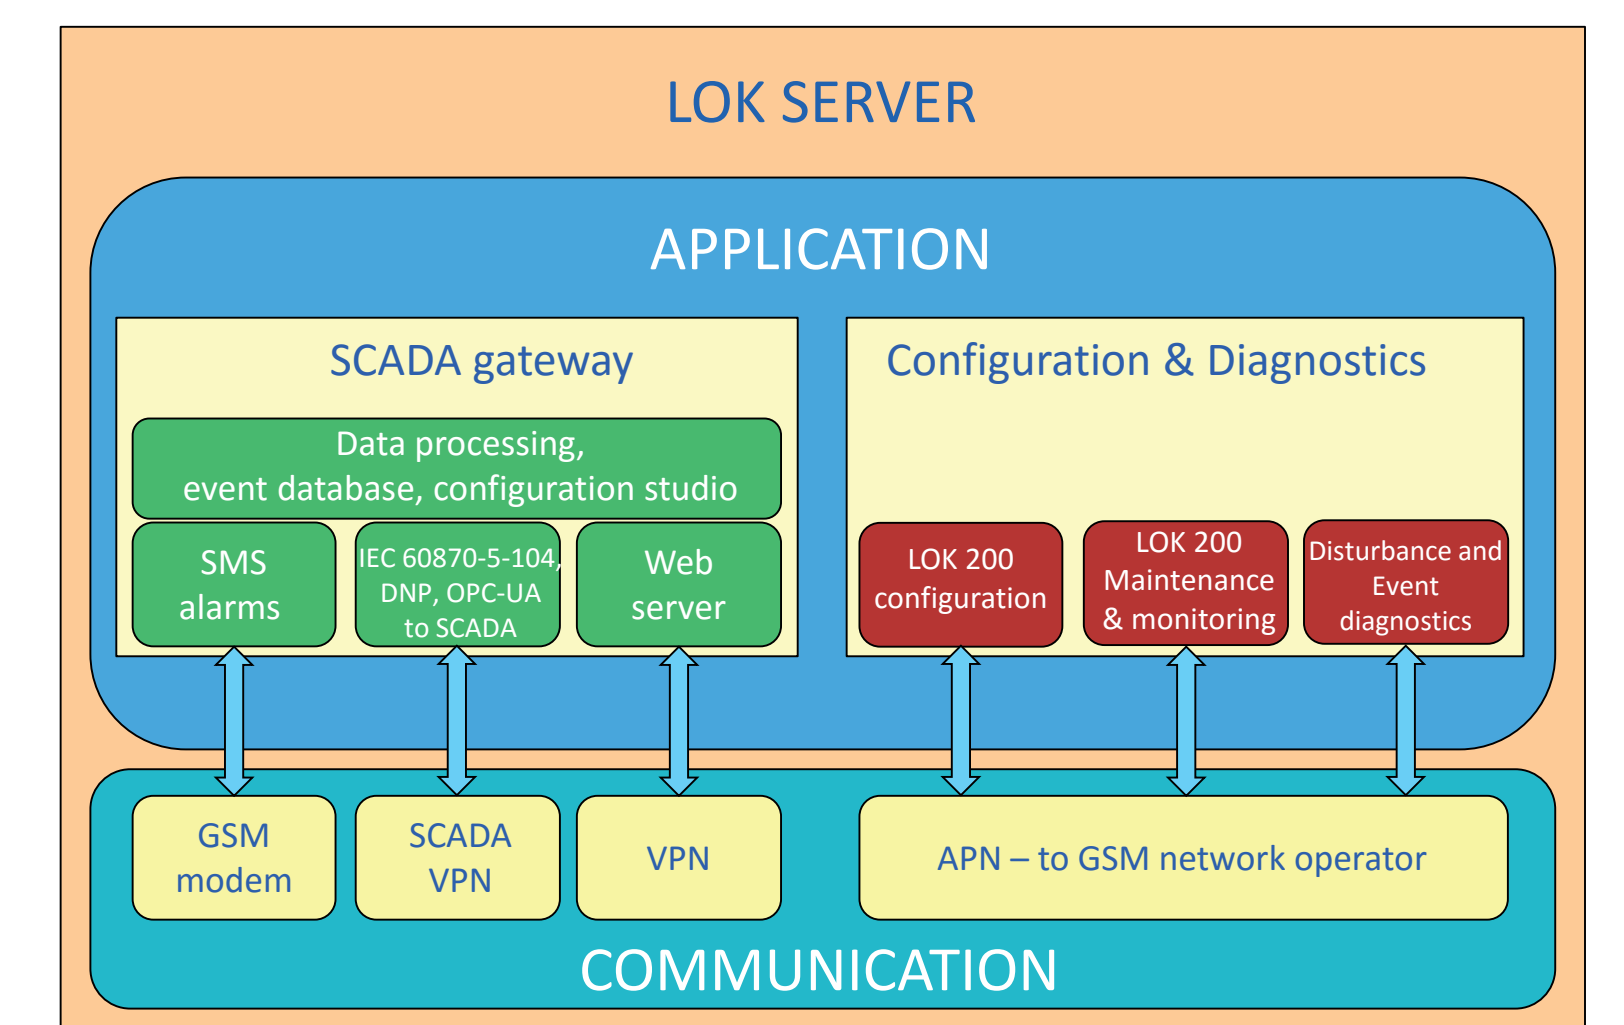 LOK SERVER
APPLICATION
SCADA gateway
Data processing,
event database, configuration studio
SMS
alarms
IEC 60870-5-104,
DNP, OPC-UA
to SCADA
Web
server
Configuration & Diagnostics
LOK 200
configuration
LOK 200
Maintenance
& monitoring
Disturbance and
Event
diagnostics
GSM
modem
SCADA
VPN
VPN
APN – to GSM network operator
COMMUNICATION